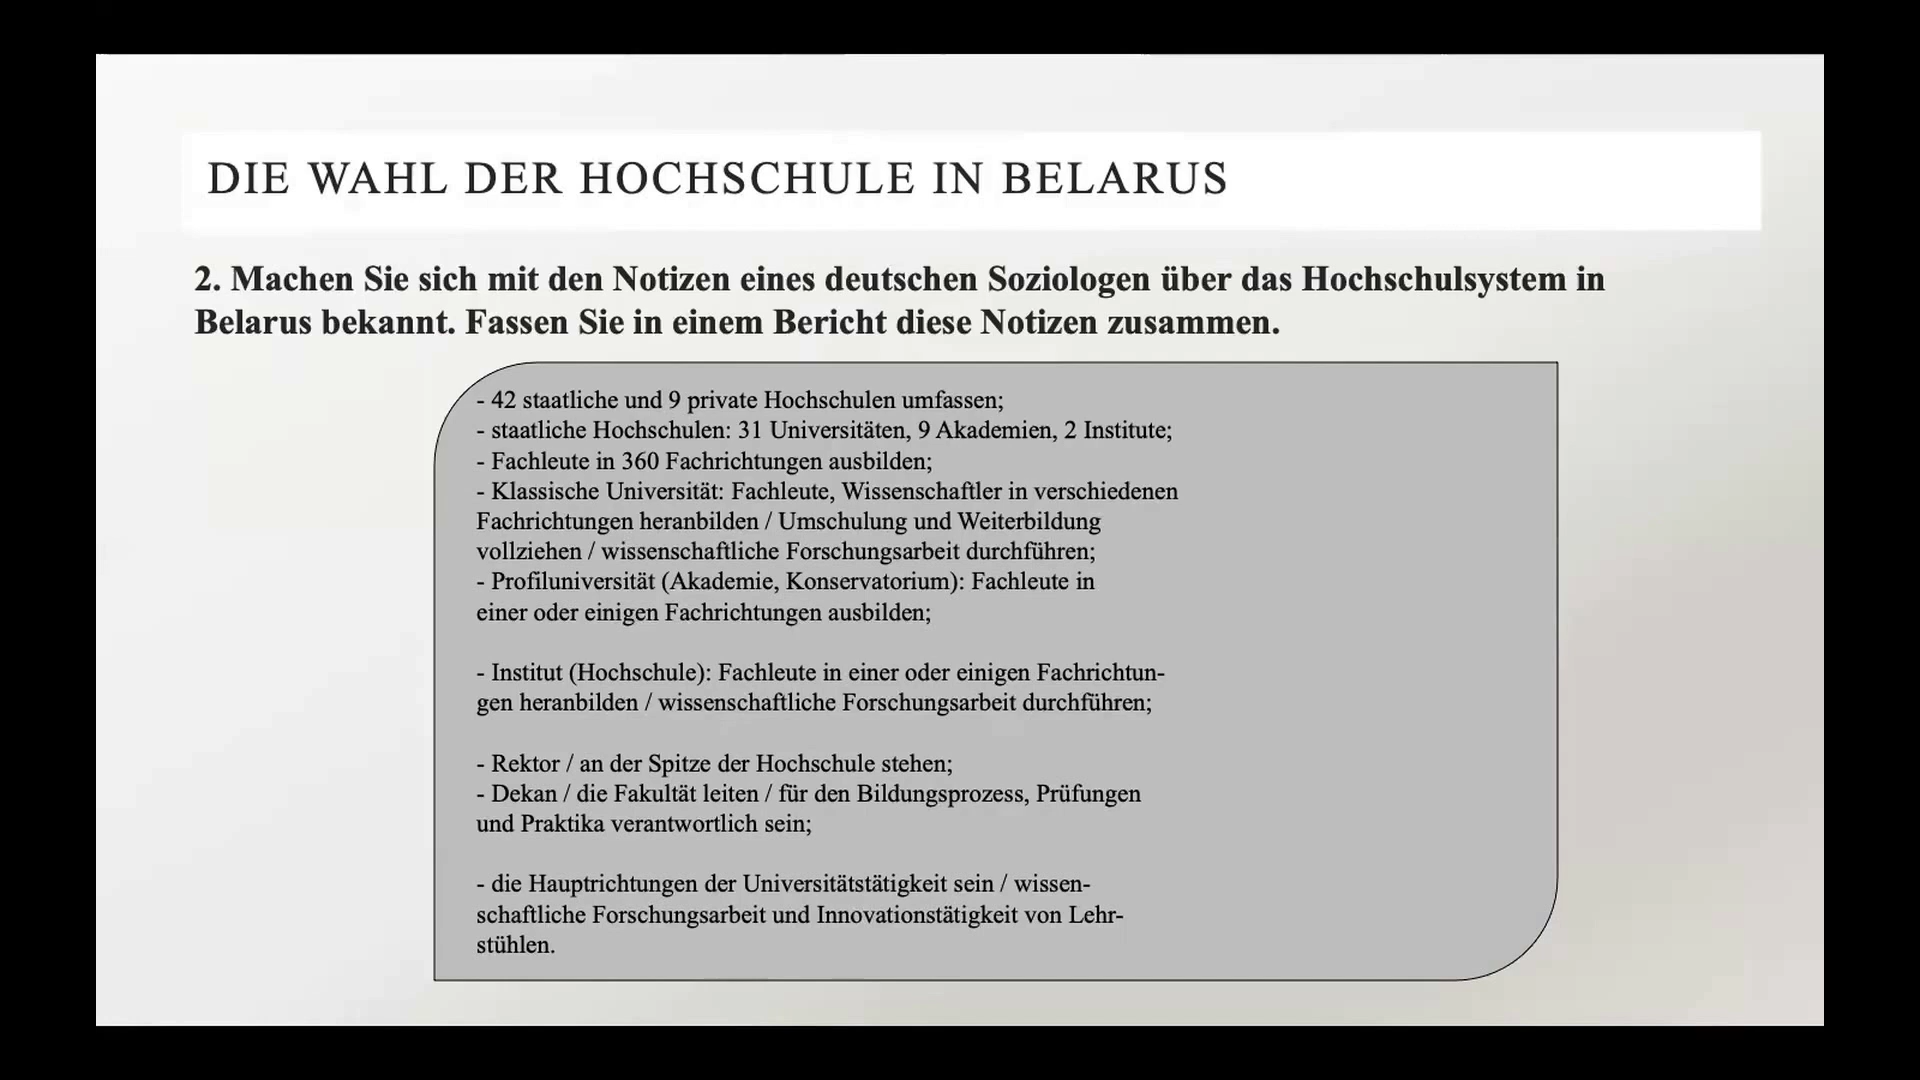 DIE WAHL DER HOCHSCHULE IN BELARUS
2. Machen Sie sich mit den Notizen eines deutschen Soziologen über das Hochschulsystem in
Belarus bekannt. Fassen Sie in einem Bericht diese Notizen zusammen.
- 42 staatliche und 9 private Hochschulen umfassen;
- staatliche Hochschulen: 31 Universitäten, 9 Akademien, 2 Institute;
- Fachleute in 360 Fachrichtungen ausbilden;
- Klassische Universität: Fachleute, Wissenschaftler in verschiedenen
Fachrichtungen heranbilden / Umschulung und Weiterbildung
vollziehen / wissenschaftliche Forschungsarbeit durchführen;
- Profiluniversität (Akademie, Konservatorium): Fachleute in
einer oder einigen Fachrichtungen ausbilden;
- Institut (Hochschule): Fachleute in einer oder einigen Fachrichtun-
gen heranbilden / wissenschaftliche Forschungsarbeit durchführen;
- Rektor / an der Spitze der Hochschule stehen;
- Dekan / die Fakultät leiten / für den Bildungsprozess, Prüfungen
und Praktika verantwortlich sein;
- die Hauptrichtungen der Universitätstätigkeit sein / wissen-
schaftliche Forschungsarbeit und Innovationstätigkeit von Lehr-
stühlen.